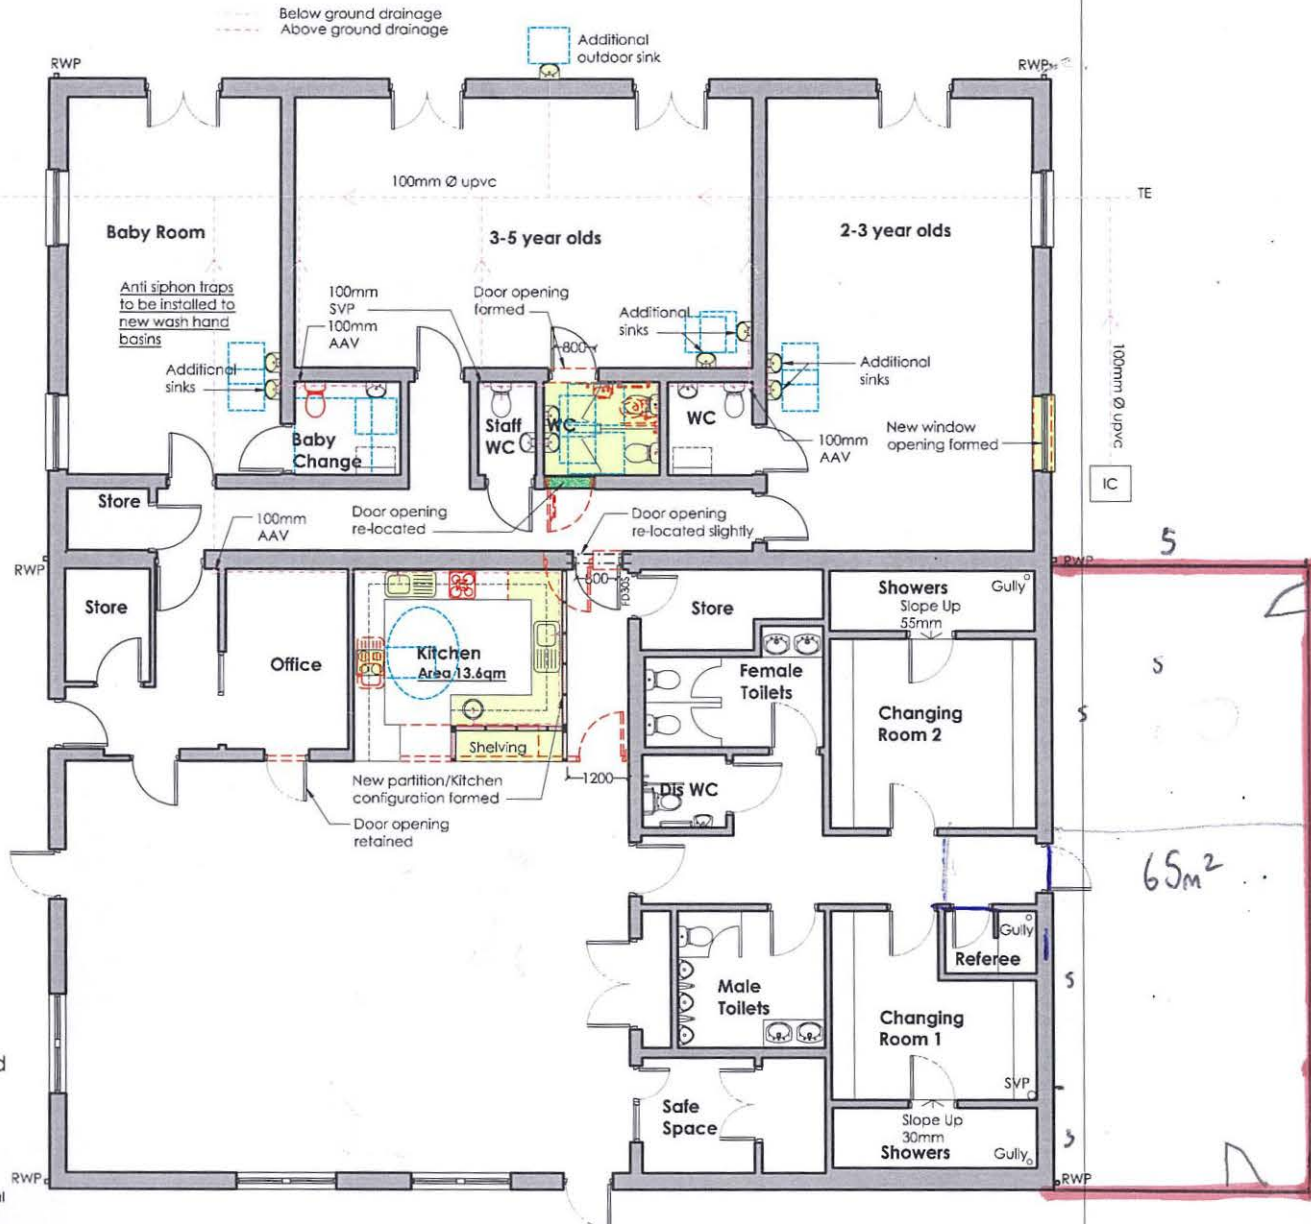 Below ground drainage
Above ground drainage
Additional
outdoor sink
RWP
RWP
100mm Ø upvc
TE
Baby Room
3-5 year olds
2-3 year olds
Anti siphon traps
to be installed to
new wash hand
basins
100mm
SVP
100mm
AAV
Door opening
formed
800
Additional
sinks
Additional
sinks
Additional
sinks
100mm Ø upvc
Baby
Change
Staff
WC
WC
WC
100mm
AAV
New window
opening formed
IC
Store
100mm
AAV
Door opening
re-located
Door opening
re-located slightly
RWP
RWP
S
Store
Office
Kitchen
Area 13.6qm
FD30S
Store
Showers
Slope Up
55mm
Gully
Female
Toilets
Changing
Room 2
S
S
Shelving
1200
New partition/Kitchen
configuration formed
Door opening
retained
Dis WC
65m²
Gully
Referee
Male
Toilets
Changing
Room 1
S
SVP
Safe
Space
Slope Up
30mm
Showers
Gully
S
RWP
RWP